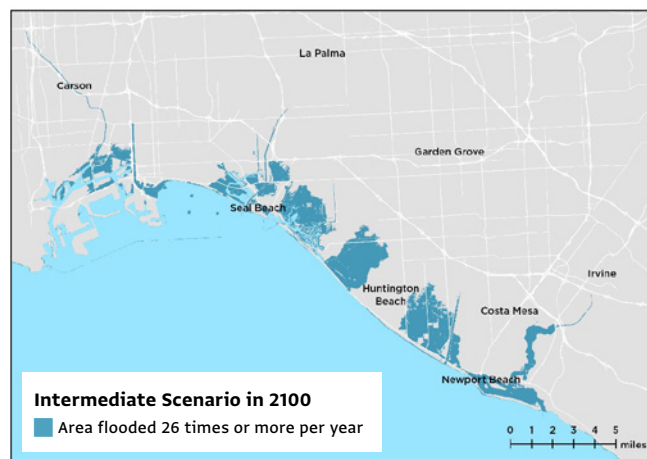 La Palma
Carson
Garden Grove
Seal Beach
Irvine
Huntington
Beach
Costa Mesa
Newport Beach
Intermediate Scenario in 2100
Area flooded 26 times or more per year
0 1 2 3 4 5
miles